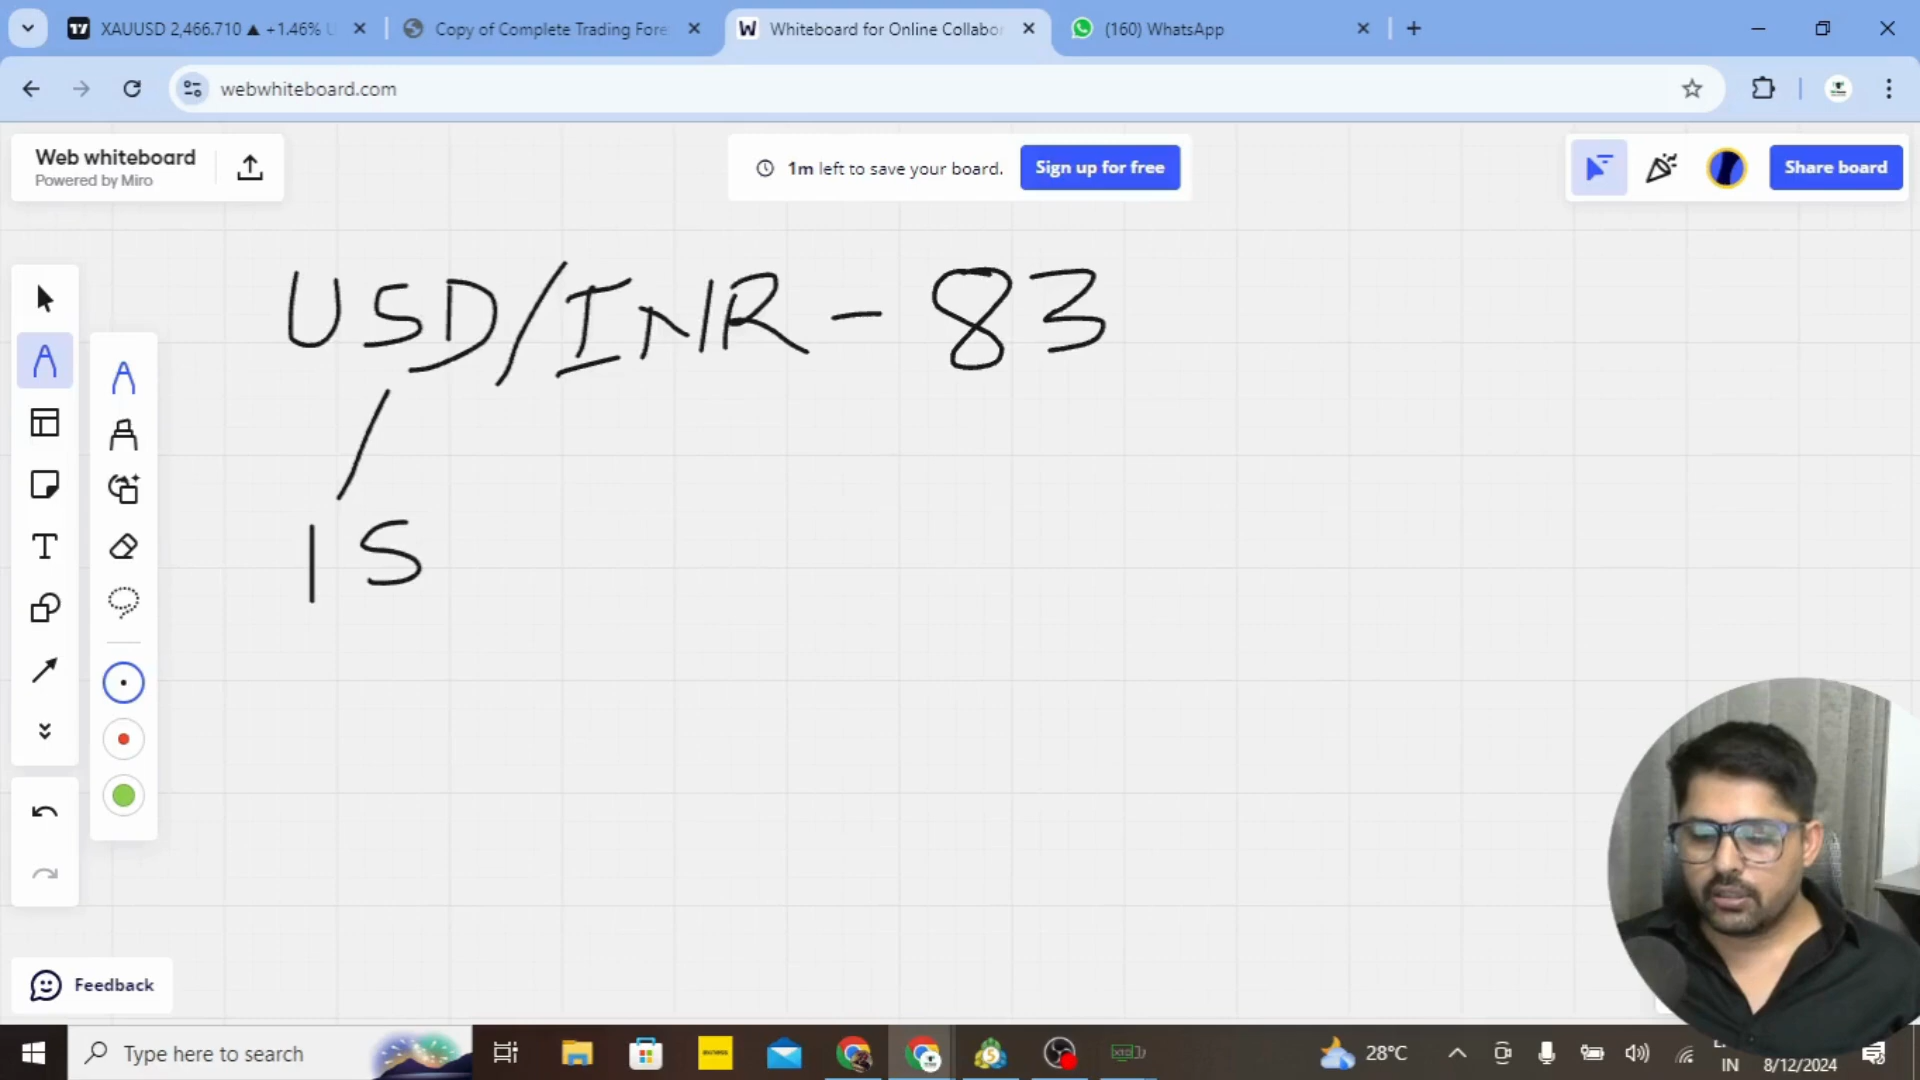 XAUUSD 2,466.710 ▲ +1.46%
Copy of Complete Trading Fore
Whiteboard for Online Collabo
(160) WhatsApp
webwhiteboard.com
Web whiteboard
Powered by Miro
1m left to save your board.
Sign up for free
Share board
USD/INR - 83
1 S
T
Feedback
Type here to search
28°C
IN
8/12/2024